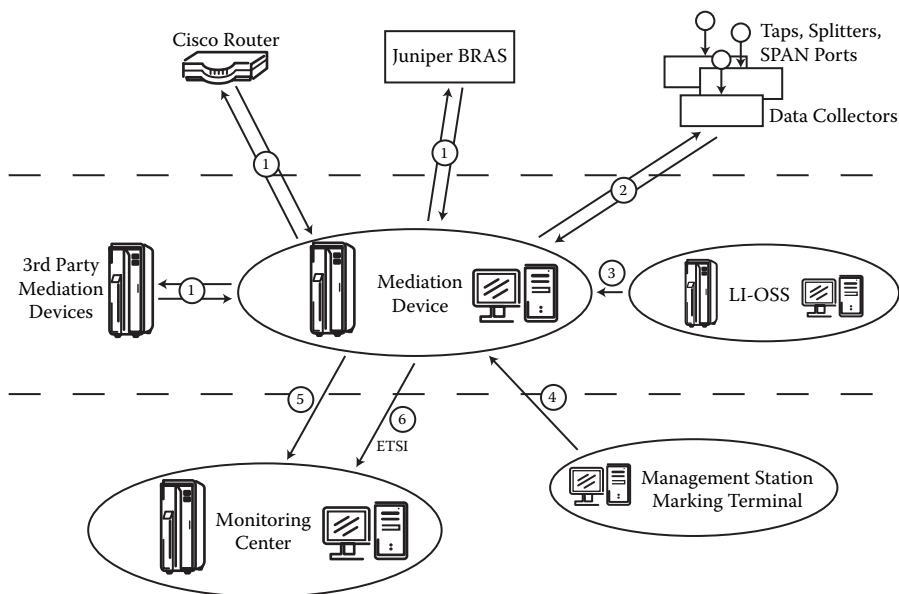 Cisco Router
Juniper BRAS
Taps, Splitters,
SPAN Ports
Data Collectors
1
1
2
3rd Party
Mediation
Devices
1
Mediation
Device
3
LI-OSS
5
6
ETSI
4
Monitoring
Center
Management Station
Marking Terminal